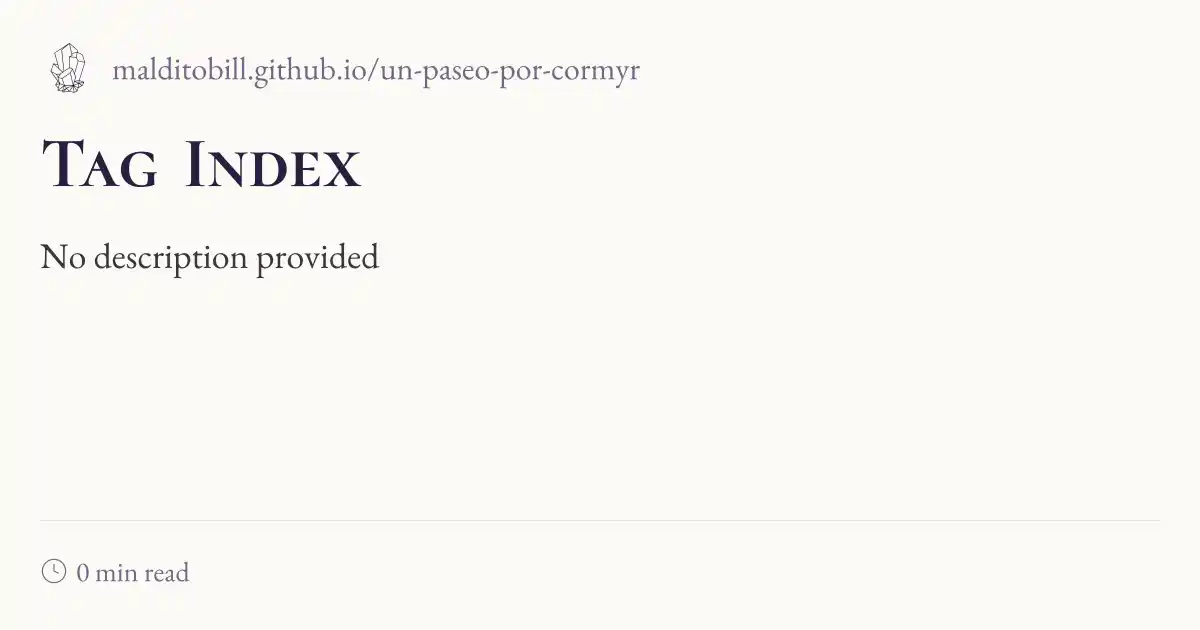 malditobill.github.io/un-paseo-por-cormyr
Tag Index
No description provided
0 min read